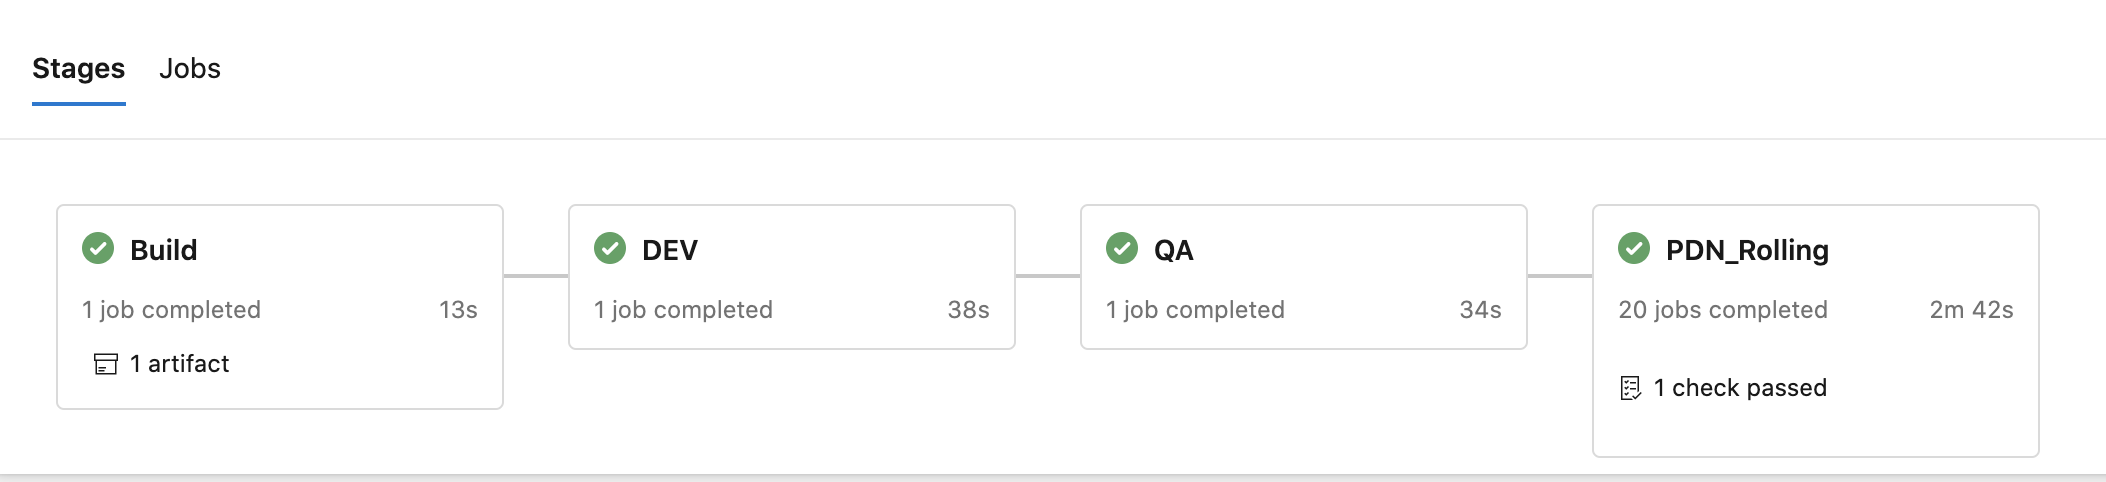 Stages Jobs
Build
1 job completed 13s
1 artifact
DEV
1 job completed 38s
QA
1 job completed 34s
PDN_Rolling
20 jobs completed 2m 42s
1 check passed